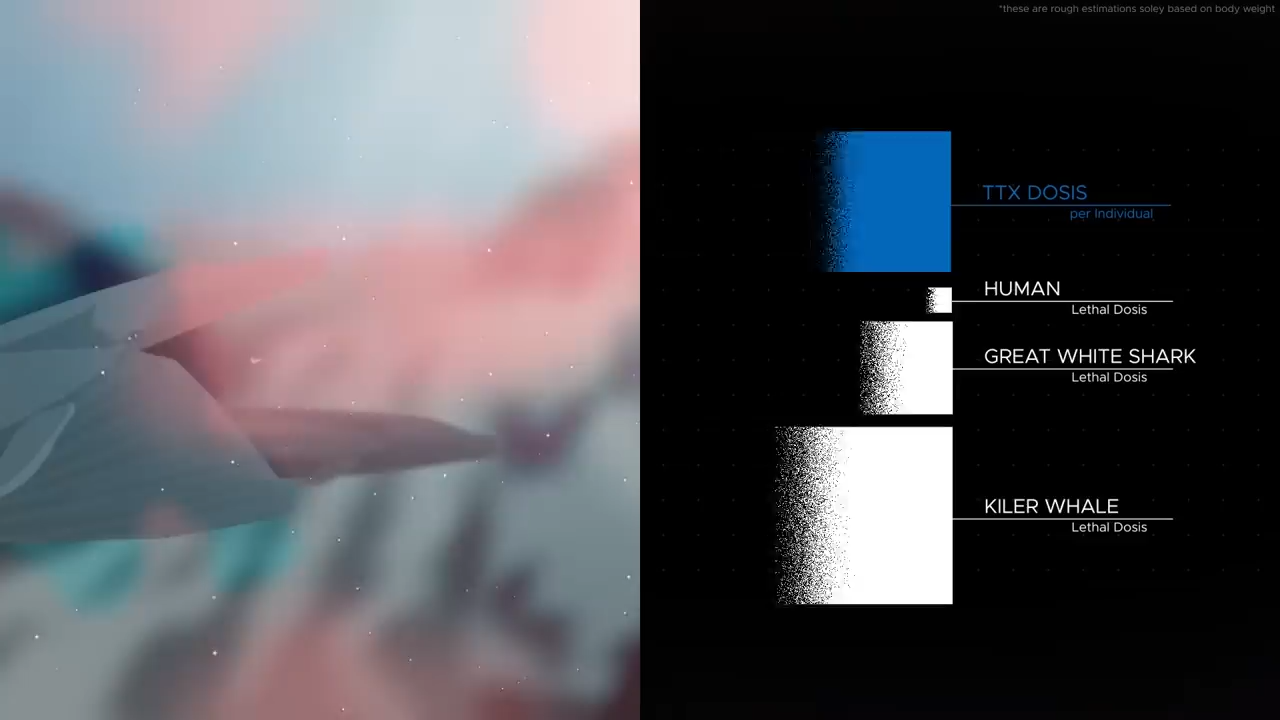 *these are rough estimations soley based on body weight
TTX DOSIS
per Individual
HUMAN
Lethal Dosis
GREAT WHITE SHARK
Lethal Dosis
KILER WHALE
Lethal Dosis